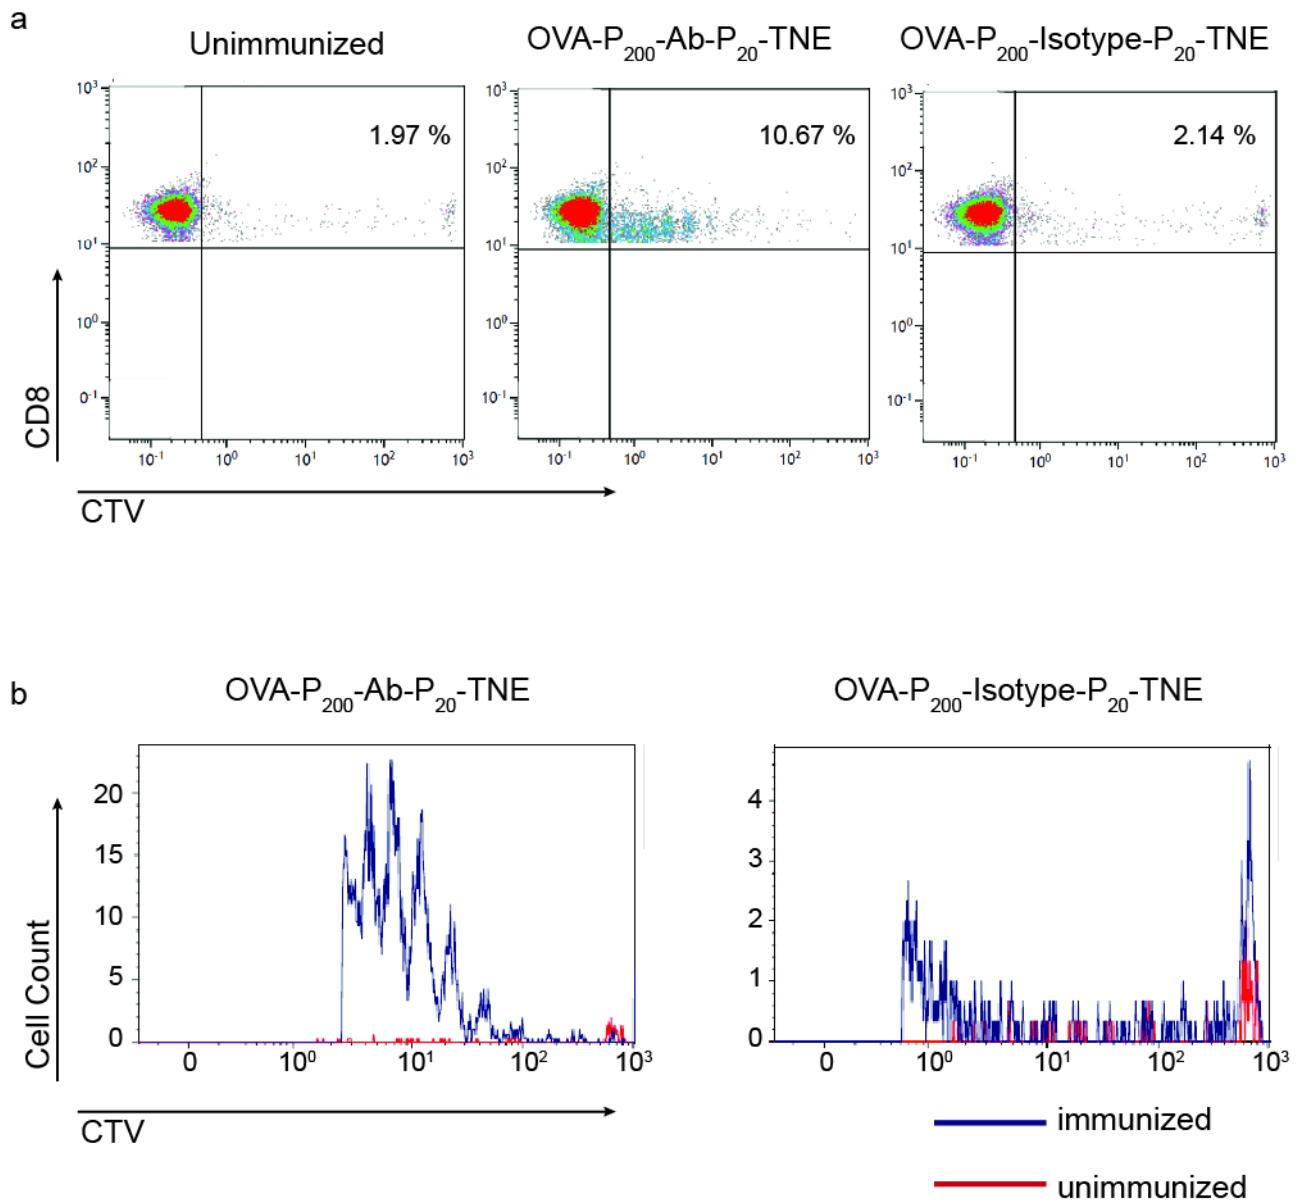 a
Unimmunized
OVA-P200-Ab-P20-TNE
OVA-P200-Isotype-P20-TNE
10³
10²
10¹
10⁰
0⁻¹
1.97 %
10⁻¹ 10⁰ 10¹ 10² 10³
10³
10²
10¹
10⁰
10⁻¹
10.67 %
10⁻¹ 10⁰ 10¹ 10² 10³
10³
10²
10¹
10⁰
10⁻¹
2.14 %
10⁻¹ 10⁰ 10¹ 10² 10³
CD8
CTV
b
OVA-P200-Ab-P20-TNE
OVA-P200-Isotype-P20-TNE
20
15
10
5
0
0 10⁰ 10¹ 10² 10³
4
3
2
1
0
0 10⁰ 10¹ 10² 10³
Cell Count
CTV
immunized
unimmunized